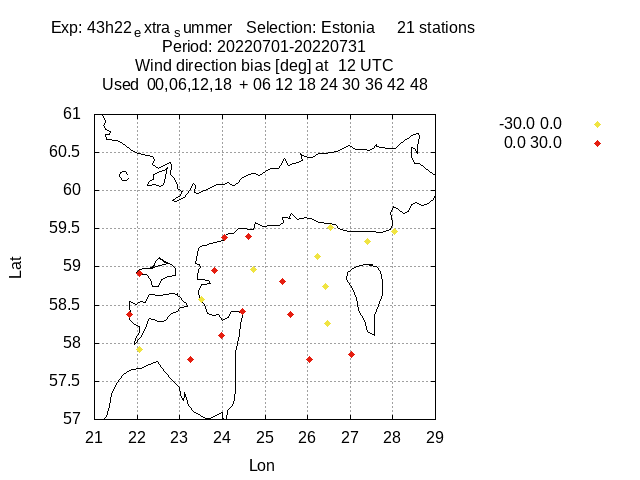 Exp: 43h22extrasummer Selection: Estonia 21 stations
Period: 20220701-20220731
Wind direction bias [deg] at 12 UTC
Used 00,06,12,18 + 06 12 18 24 30 36 42 48
-30.0 0.0
0.0 30.0
61
60.5
60
59.5
59
58.5
58
57.5
57
Lat
21 22 23 24 25 26 27 28 29
Lon